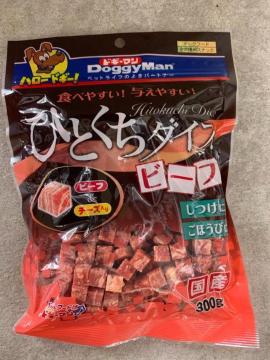 ドギーマン
DoggyMan
ペットライフのよきパートナー
ハロードギー!
食べやすい! 与えやすい!
Hitokuchi Dice
ひとくちダイス
ビーフ
ビーフ
&
チーズ入り
しつけに
ごほうびに
国産
300g